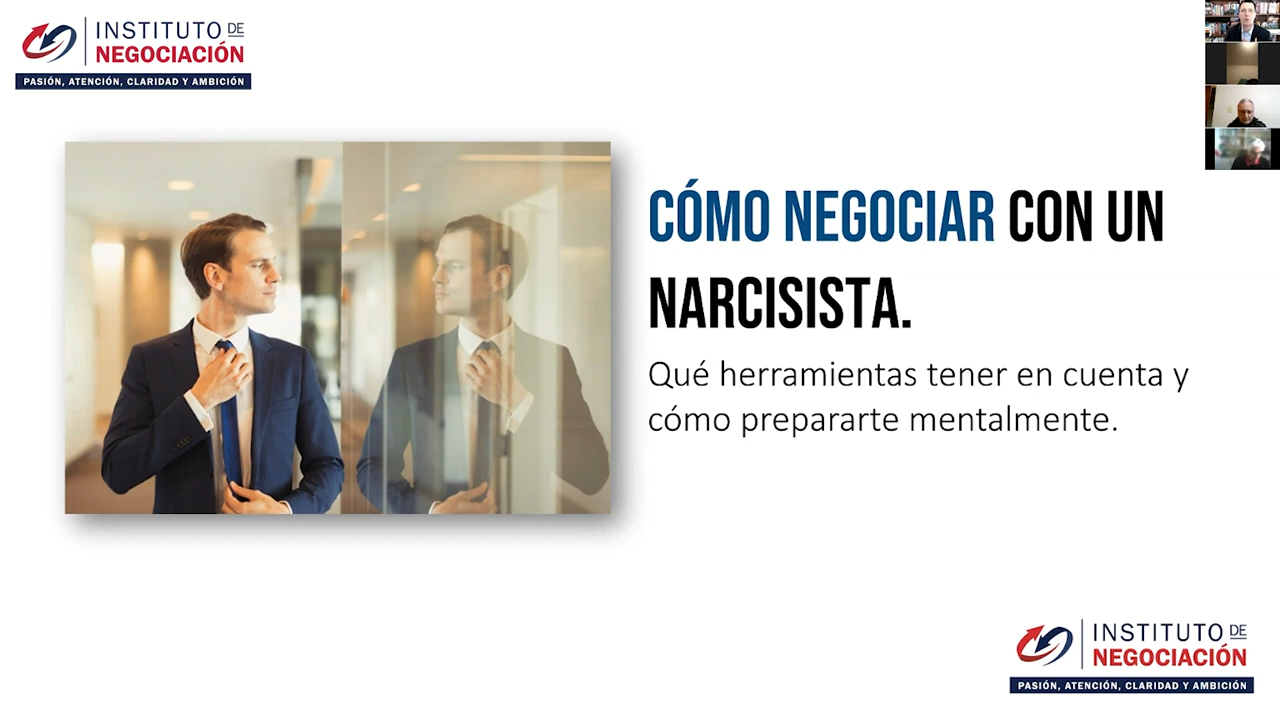 INSTITUTO DE
NEGOCIACIÓN
PASIÓN, ATENCIÓN, CLARIDAD Y AMBICIÓN
CÓMO NEGOCIAR CON UN
NARCISISTA.
Qué herramientas tener en cuenta y
cómo prepararte mentalmente.
INSTITUTO DE
NEGOCIACIÓN
PASIÓN, ATENCIÓN, CLARIDAD Y AMBICIÓN